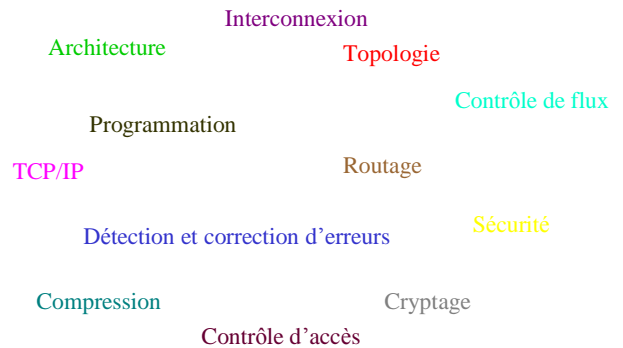 Interconnexion
Architecture
Topologie
Contrôle de flux
Programmation
TCP/IP
Routage
Sécurité
Détection et correction d’erreurs
Compression
Cryptage
Contrôle d’accès